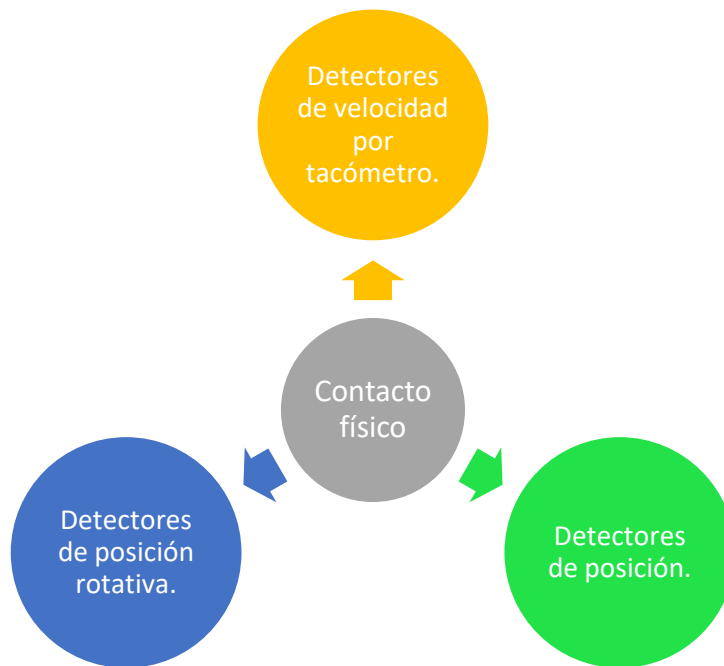 Detectores
de velocidad
por
tacómetro.
Contacto
físico
Detectores
de posición
rotativa.
Detectores
de posición.